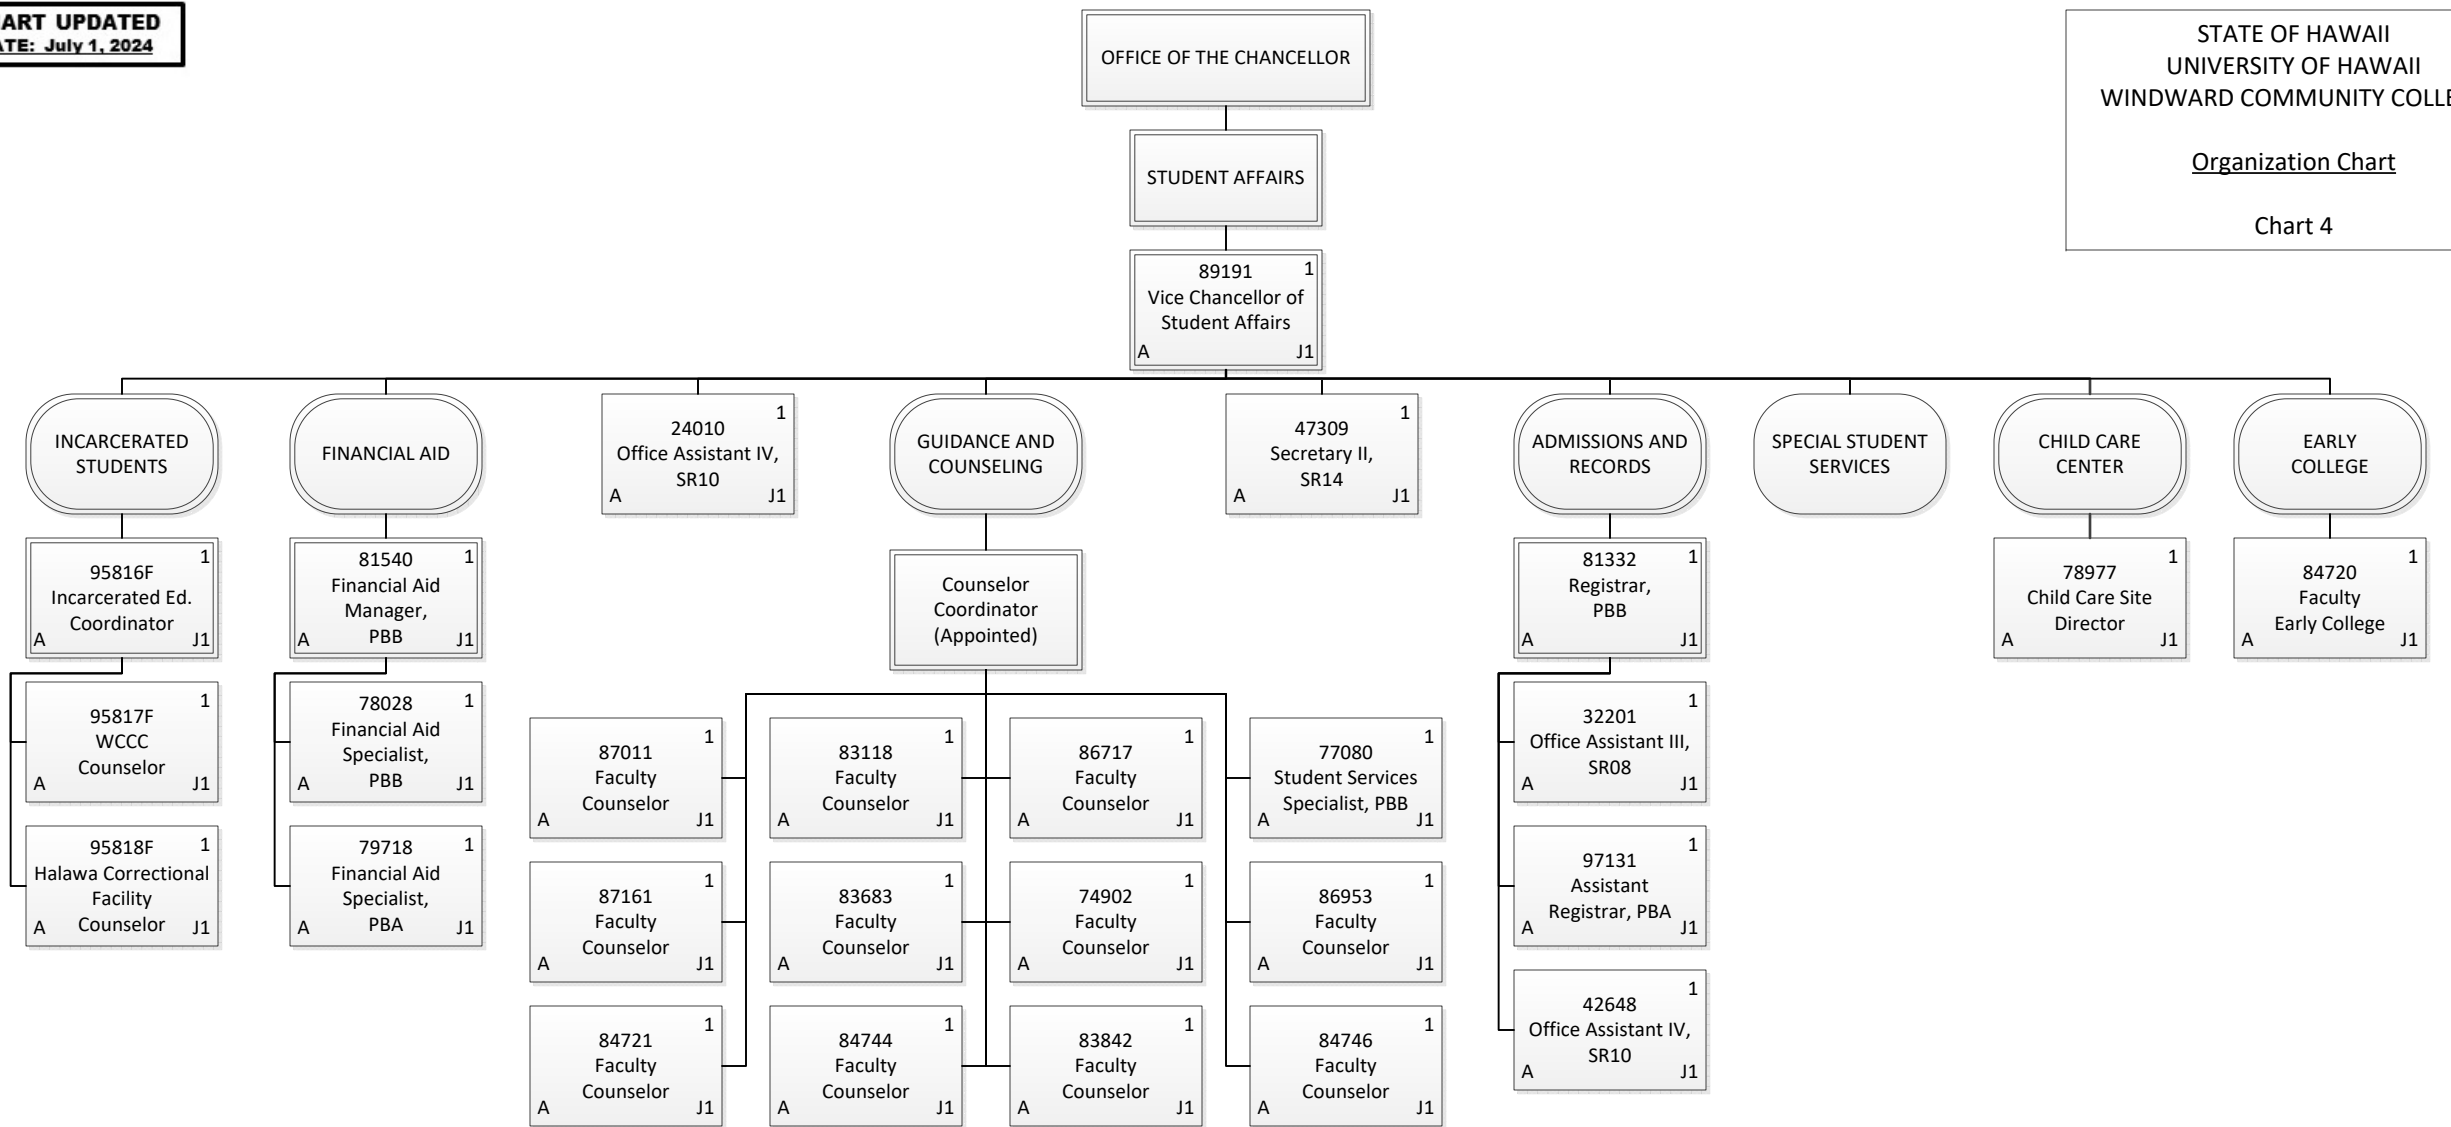 ART UPDATED
ATE: July 1, 2024
OFFICE OF THE CHANCELLOR
STATE OF HAWAII
UNIVERSITY OF HAWAII
WINDWARD COMMUNITY COLLE
Organization Chart
Chart 4
STUDENT AFFAIRS
89191 1
Vice Chancellor of
Student Affairs
A J1
INCARCERATED
STUDENTS
FINANCIAL AID
1
24010
Office Assistant IV,
SR10
A J1
GUIDANCE AND
COUNSELING
1
47309
Secretary II,
SR14
A J1
ADMISSIONS AND
RECORDS
SPECIAL STUDENT
SERVICES
CHILD CARE
CENTER
EARLY
COLLEGE
1
95816F
Incarcerated Ed.
Coordinator
A J1
81540 1
Financial Aid
Manager,
PBB
A J1
Counselor
Coordinator
(Appointed)
81332 1
Registrar,
PBB
A J1
1
78977
Child Care Site
Director
A J1
1
84720
Faculty
Early College
A J1
1
95817F
WCCC
Counselor
A J1
78028 1
Financial Aid
Specialist,
PBB
A J1
1
87011
Faculty
Counselor
A J1
1
83118
Faculty
Counselor
A J1
1
86717
Faculty
Counselor
A J1
1
77080
Student Services
Specialist, PBB
A J1
1
32201
Office Assistant III,
SR08
A J1
95818F 1
Halawa Correctional
Facility
Counselor
A J1
79718 1
Financial Aid
Specialist,
PBA
A J1
1
87161
Faculty
Counselor
A J1
1
83683
Faculty
Counselor
A J1
1
74902
Faculty
Counselor
A J1
1
86953
Faculty
Counselor
A J1
1
97131
Assistant
Registrar, PBA
A J1
1
84721
Faculty
Counselor
A J1
1
84744
Faculty
Counselor
A J1
1
83842
Faculty
Counselor
A J1
1
84746
Faculty
Counselor
A J1
1
42648
Office Assistant IV,
SR10
A J1